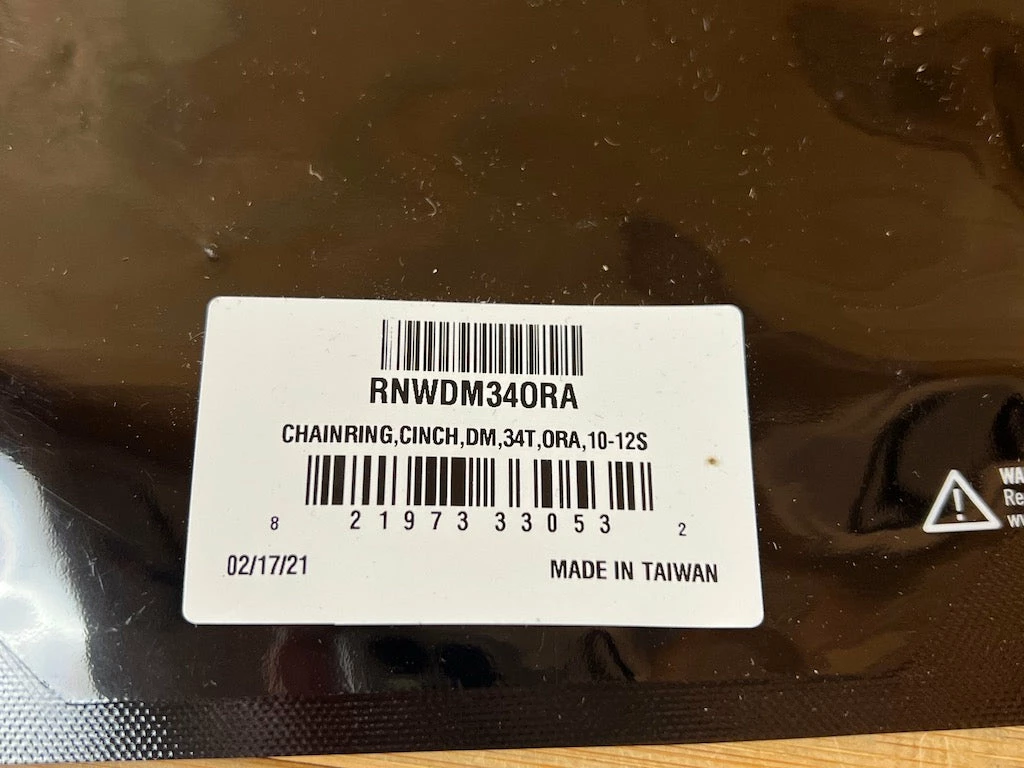 RNWDM34ORA
CHAINRING,CINCH,DM,34T,ORA,10-12S
8 21973 33053 2
02/17/21
MADE IN TAIWAN